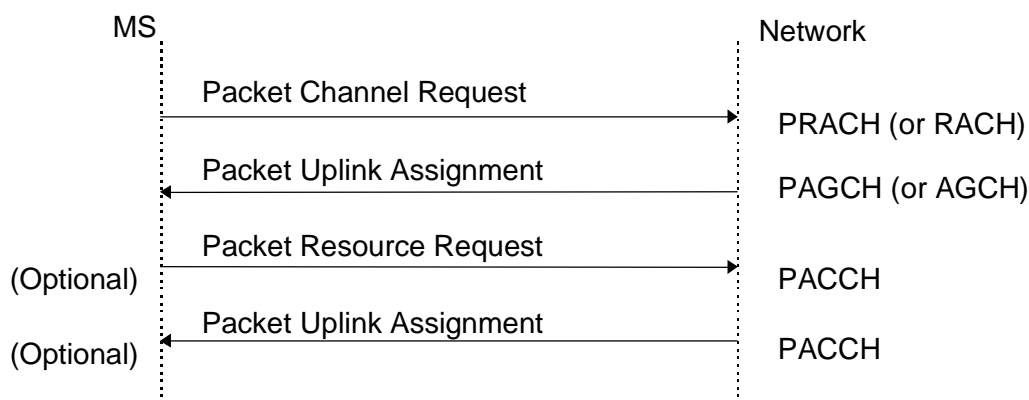 MS
Network
Packet Channel Request
PRACH (or RACH)
Packet Uplink Assignment
PAGCH (or AGCH)
Packet Resource Request
(Optional)
PACCH
Packet Uplink Assignment
(Optional)
PACCH